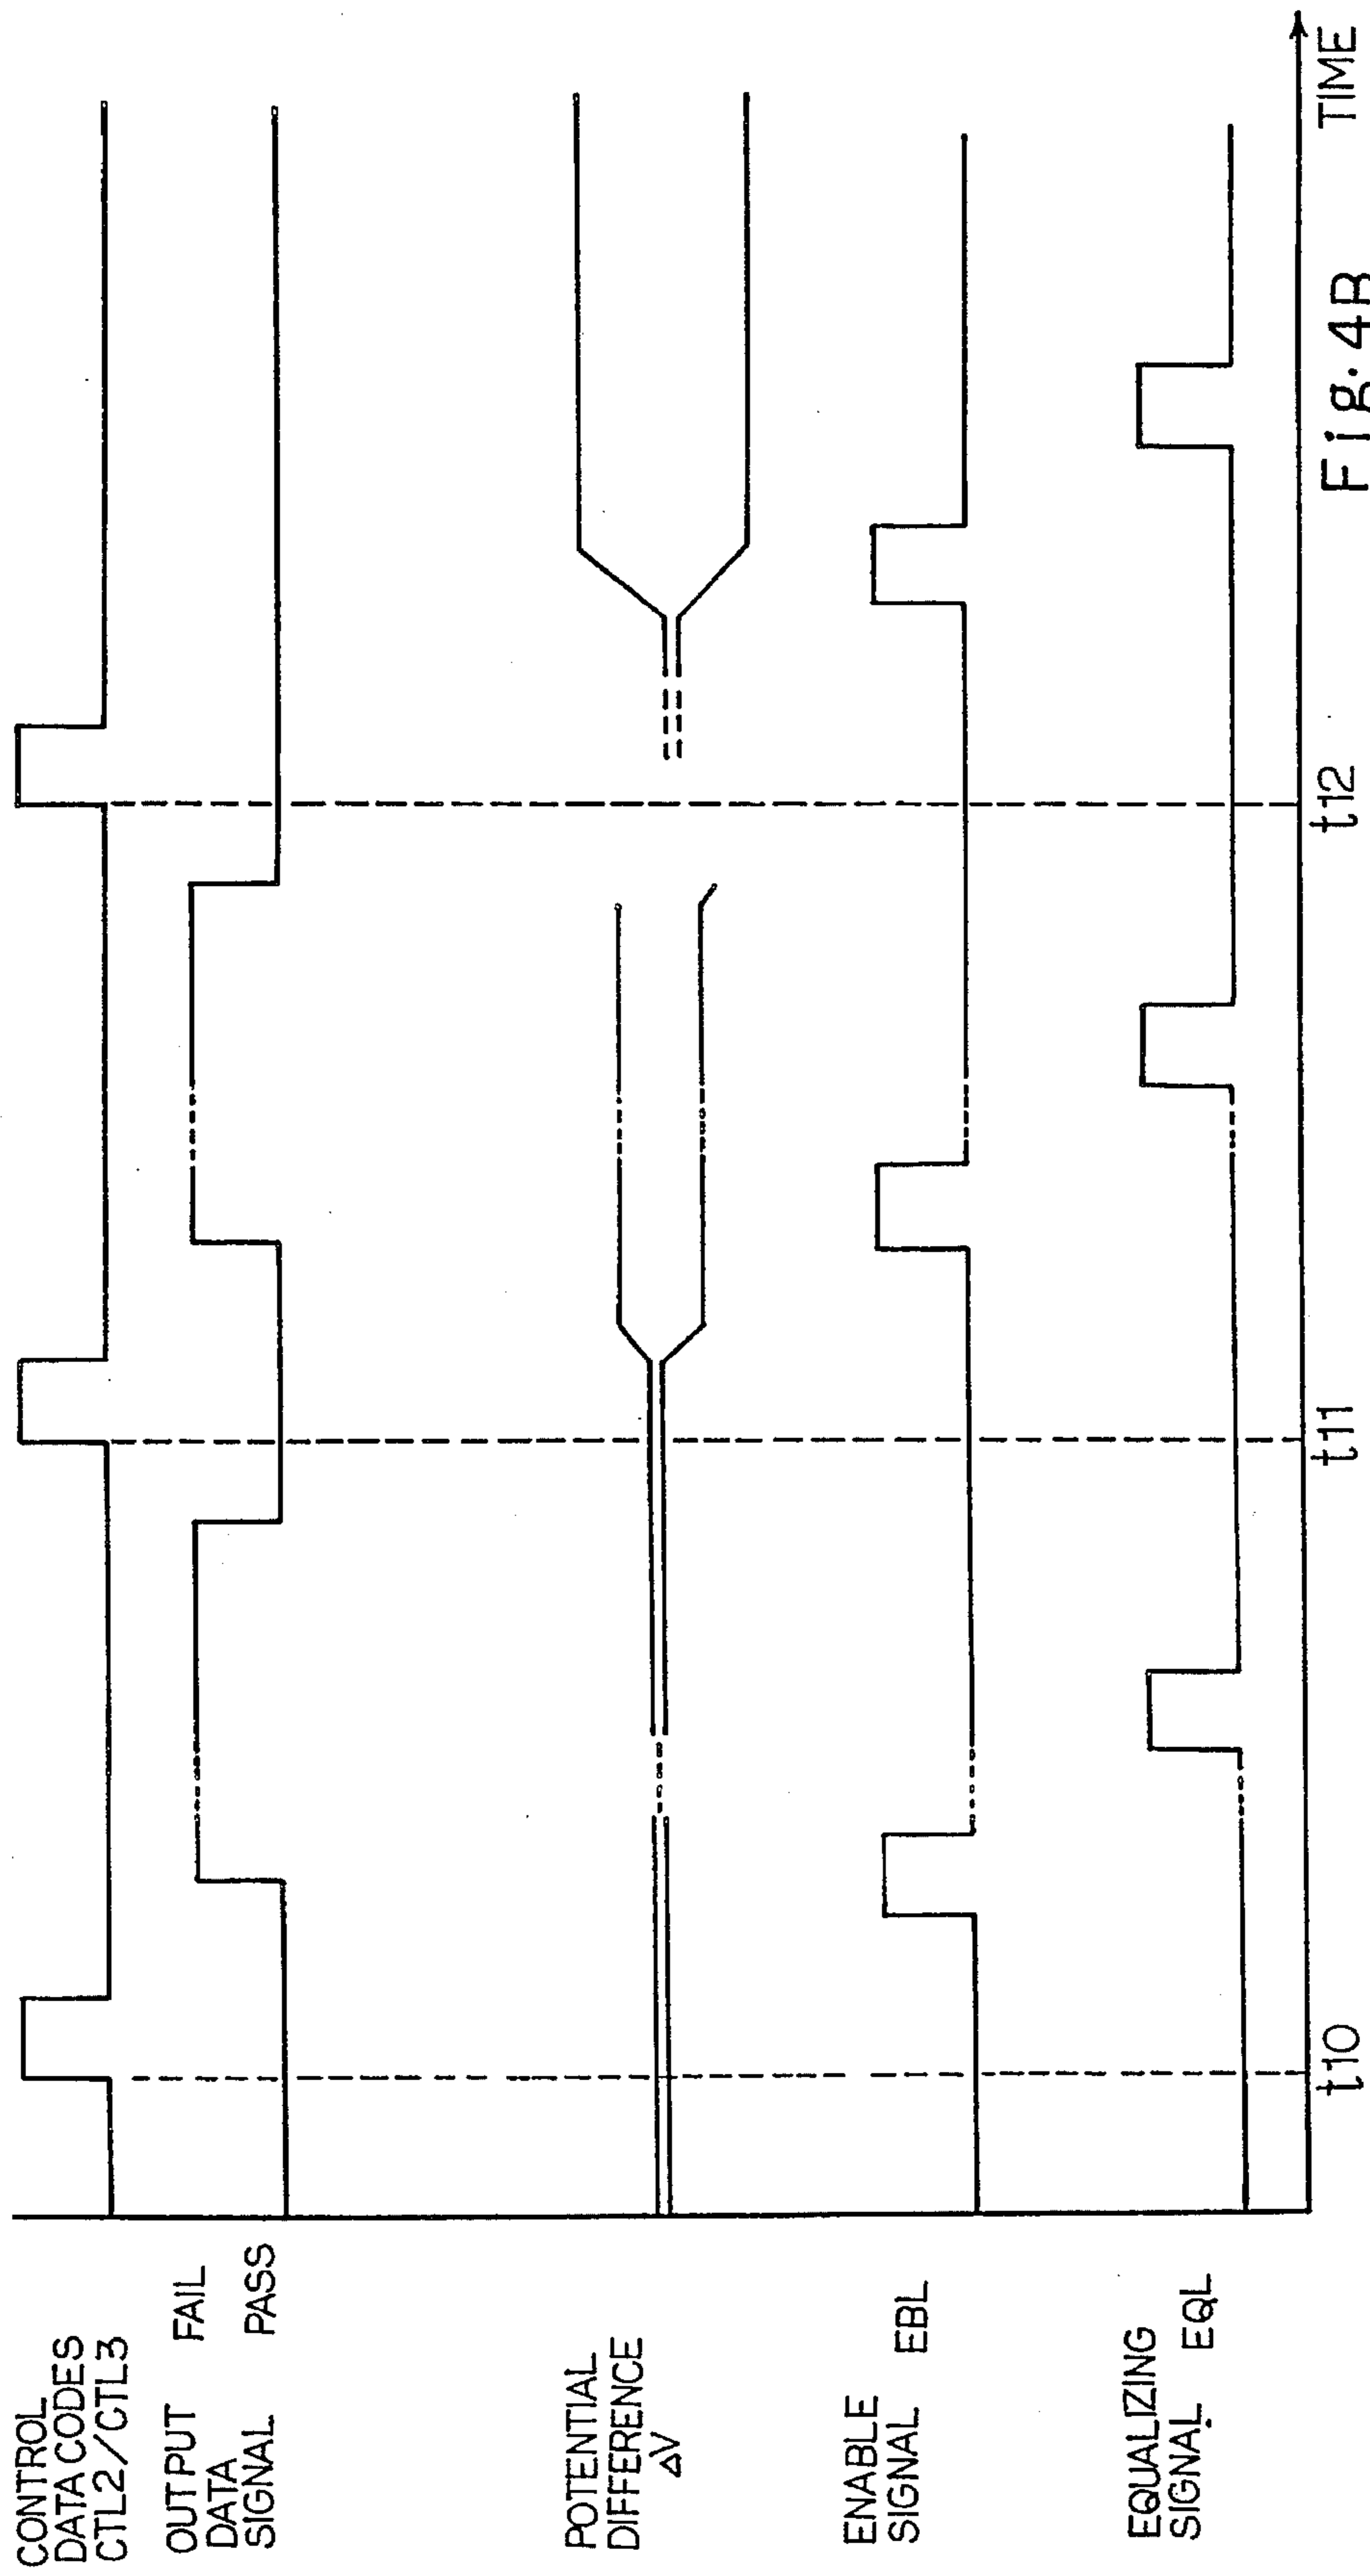 CONTROL
DATA CODES
CTL2/CTL3
OUTPUT FAIL
DATA
SIGNAL PASS
POTENTIAL
DIFFERENCE
ΔV
ENABLE
SIGNAL EBL
EQUALIZING
SIGNAL EQL
t10
t11
t12
TIME
Fig. 4B